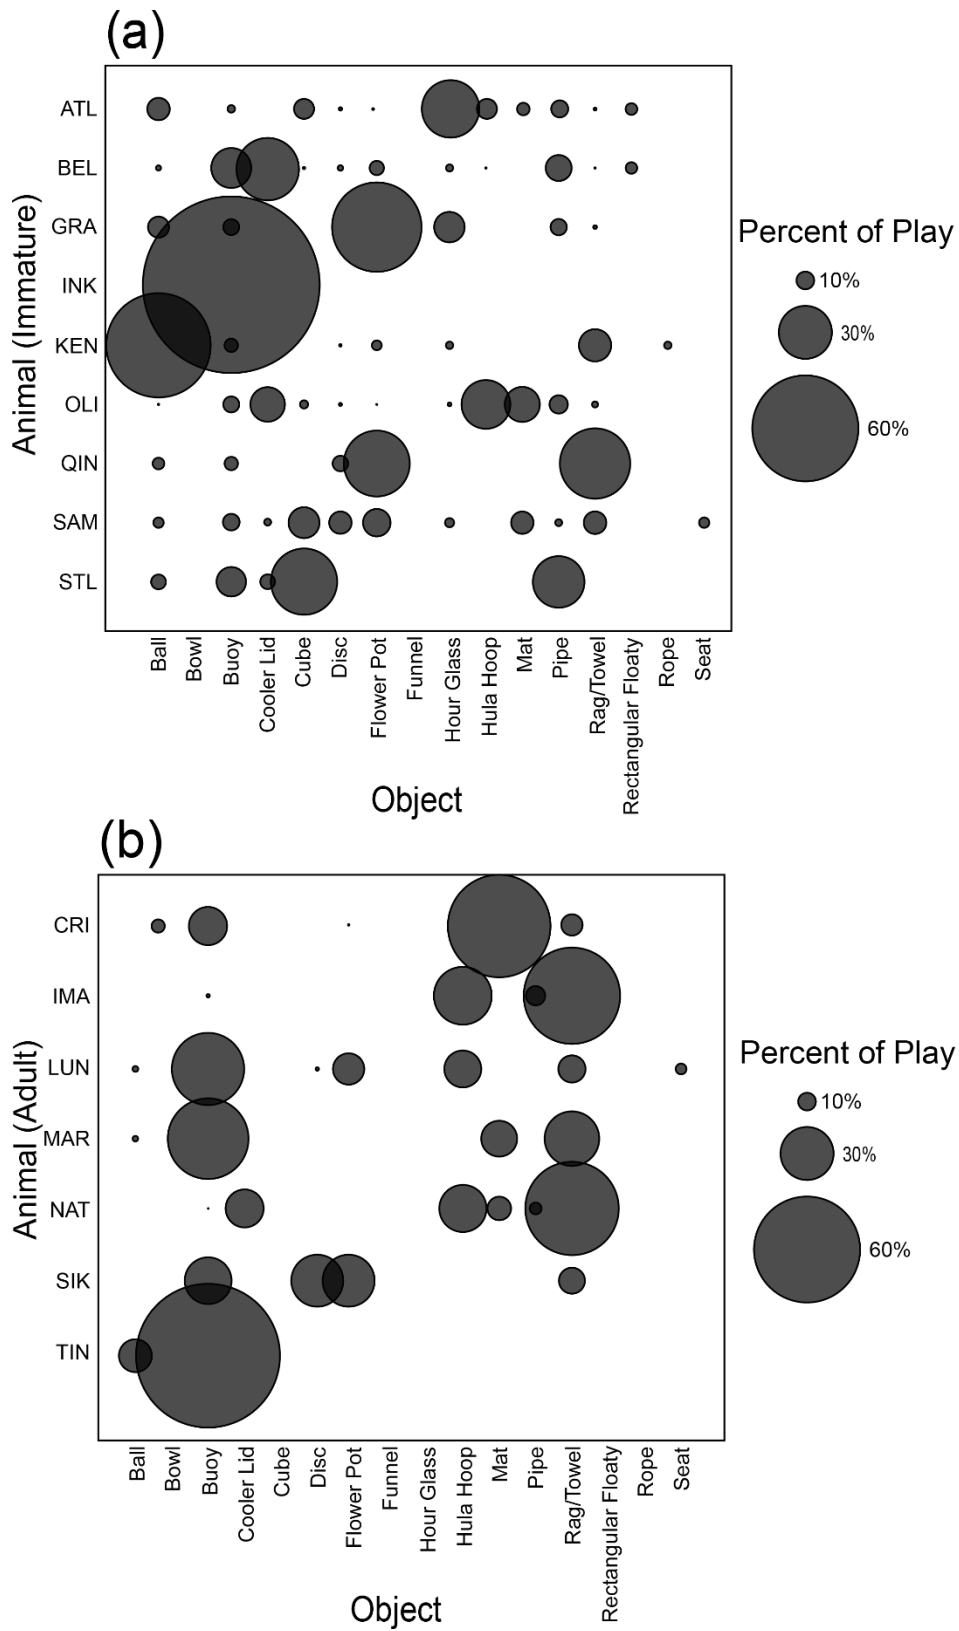 (a)
Animal (Immature)
ATL
BEL
GRA
INK
KEN
OLI
QIN
SAM
STL
Ball
Bowl
Buoy
Cooler Lid
Cube
Disc
Flower Pot
Funnel
Hour Glass
Hula Hoop
Mat
Pipe
Rag/Towel
Rectangular Floaty
Rope
Seat
Object
Percent of Play
10%
30%
60%
(b)
Animal (Adult)
CRI
IMA
LUN
MAR
NAT
SIK
TIN
Ball
Bowl
Buoy
Cooler Lid
Cube
Disc
Flower Pot
Funnel
Hour Glass
Hula Hoop
Mat
Pipe
Rag/Towel
Rectangular Floaty
Rope
Seat
Object
Percent of Play
10%
30%
60%